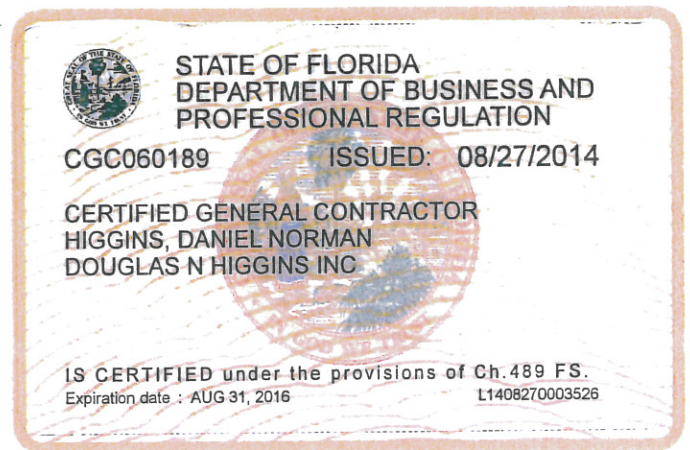 STATE OF FLORIDA
DEPARTMENT OF BUSINESS AND
PROFESSIONAL REGULATION
CGC060189 ISSUED: 08/27/2014
CERTIFIED GENERAL CONTRACTOR
HIGGINS, DANIEL NORMAN
DOUGLAS N HIGGINS INC
IS CERTIFIED under the provisions of Ch.489 FS.
Expiration date : AUG 31, 2016 L1408270003526